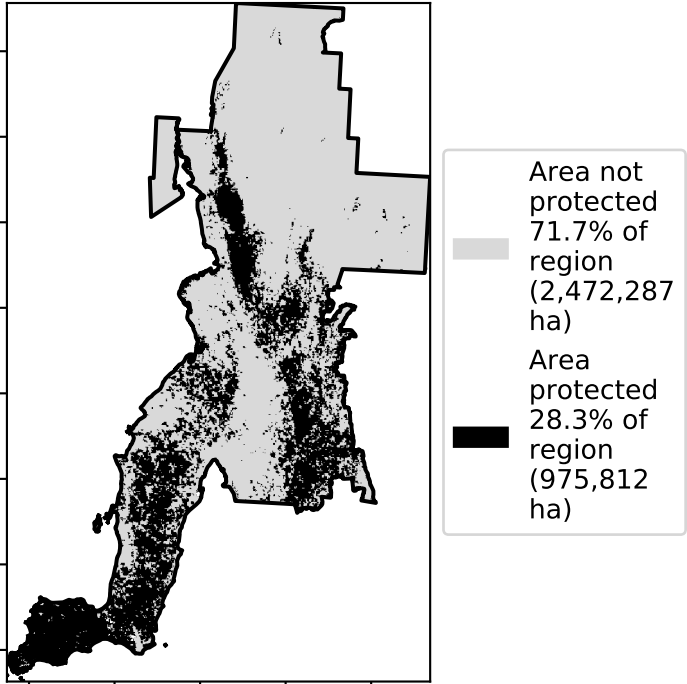 Area not
protected
71.7% of
region
(2,472,287
ha)
Area
protected
28.3% of
region
(975,812
ha)